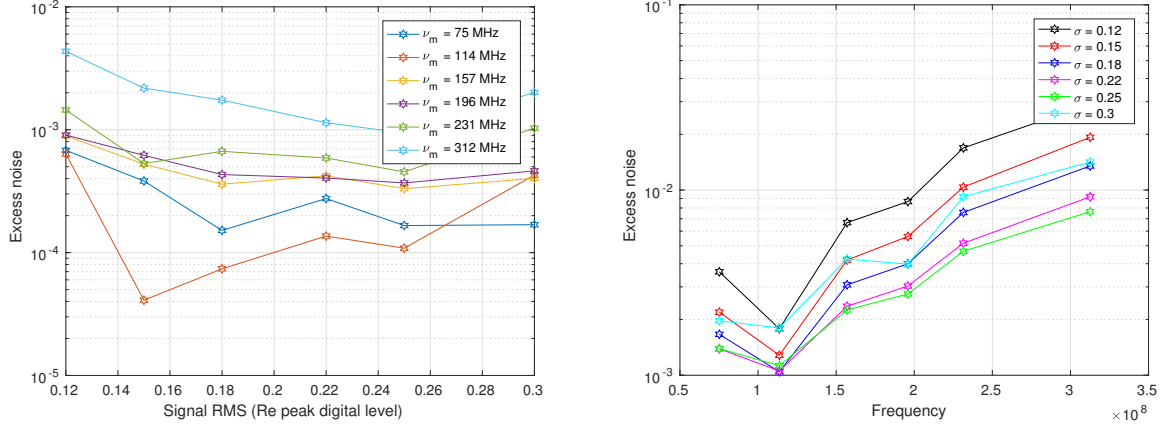 10^-2
10^-3
10^-4
10^-5
Excess noise
0.12
0.14
0.16
0.18
0.2
0.22
0.24
0.26
0.28
0.3
Signal RMS (Re peak digital level)
ν_m = 75 MHz
ν_m = 114 MHz
ν_m = 157 MHz
ν_m = 196 MHz
ν_m = 231 MHz
ν_m = 312 MHz
10^-1
10^-2
10^-3
Excess noise
0.5
1
1.5
2
2.5
3
3.5
×10^8
Frequency
σ = 0.12
σ = 0.15
σ = 0.18
σ = 0.22
σ = 0.25
σ = 0.3